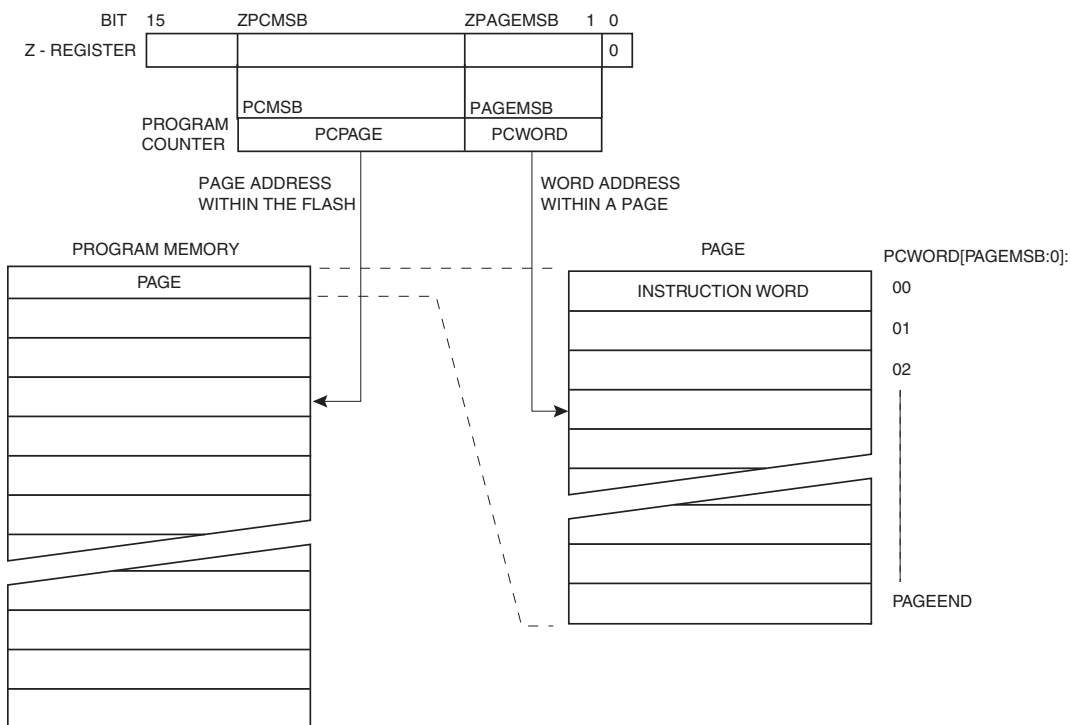 BIT 15 ZPCMSB ZPAGEMSB 1 0
Z - REGISTER 0
PCMSB PAGEMSB
PROGRAM
COUNTER
PCPAGE PCWORD
PAGE ADDRESS
WITHIN THE FLASH
WORD ADDRESS
WITHIN A PAGE
PROGRAM MEMORY
PAGE
PAGE
PCWORD[PAGEMSB:0]:
INSTRUCTION WORD
00
01
02
PAGEEND